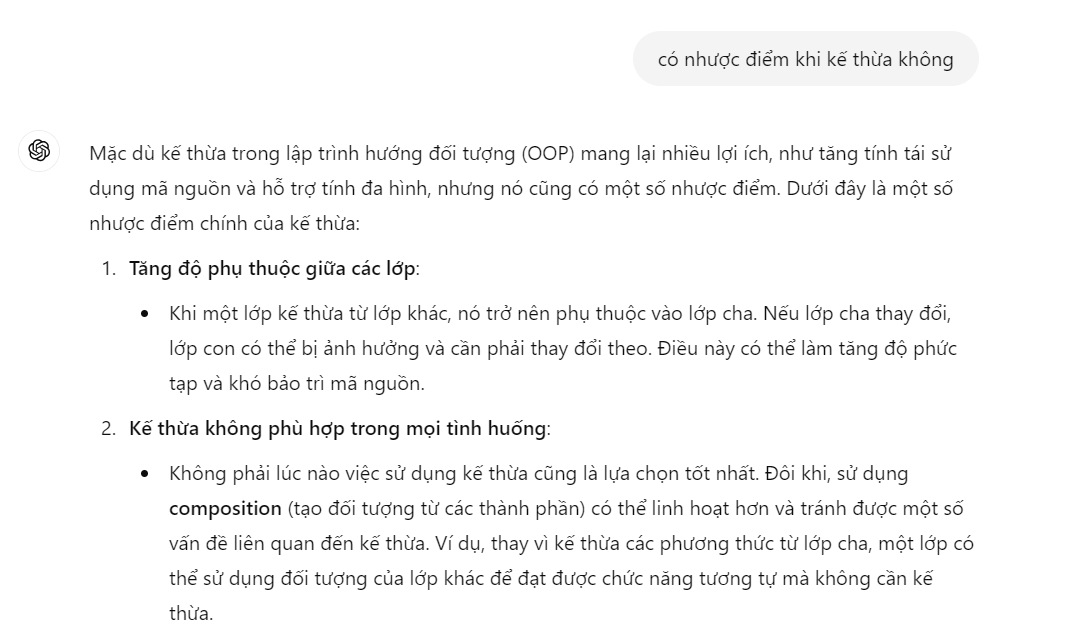 có nhược điểm khi kế thừa không
Mặc dù kế thừa trong lập trình hướng đối tượng (OOP) mang lại nhiều lợi ích, như tăng tính tái sử
dụng mã nguồn và hỗ trợ tính đa hình, nhưng nó cũng có một số nhược điểm. Dưới đây là một số
nhược điểm chính của kế thừa:
1. Tăng độ phụ thuộc giữa các lớp:
• Khi một lớp kế thừa từ lớp khác, nó trở nên phụ thuộc vào lớp cha. Nếu lớp cha thay đổi,
lớp con có thể bị ảnh hưởng và cần phải thay đổi theo. Điều này có thể làm tăng độ phức
tạp và khó bảo trì mã nguồn.
2. Kế thừa không phù hợp trong mọi tình huống:
• Không phải lúc nào việc sử dụng kế thừa cũng là lựa chọn tốt nhất. Đôi khi, sử dụng
composition (tạo đối tượng từ các thành phần) có thể linh hoạt hơn và tránh được một số
vấn đề liên quan đến kế thừa. Ví dụ, thay vì kế thừa các phương thức từ lớp cha, một lớp có
thể sử dụng đối tượng của lớp khác để đạt được chức năng tương tự mà không cần kế
thừa.